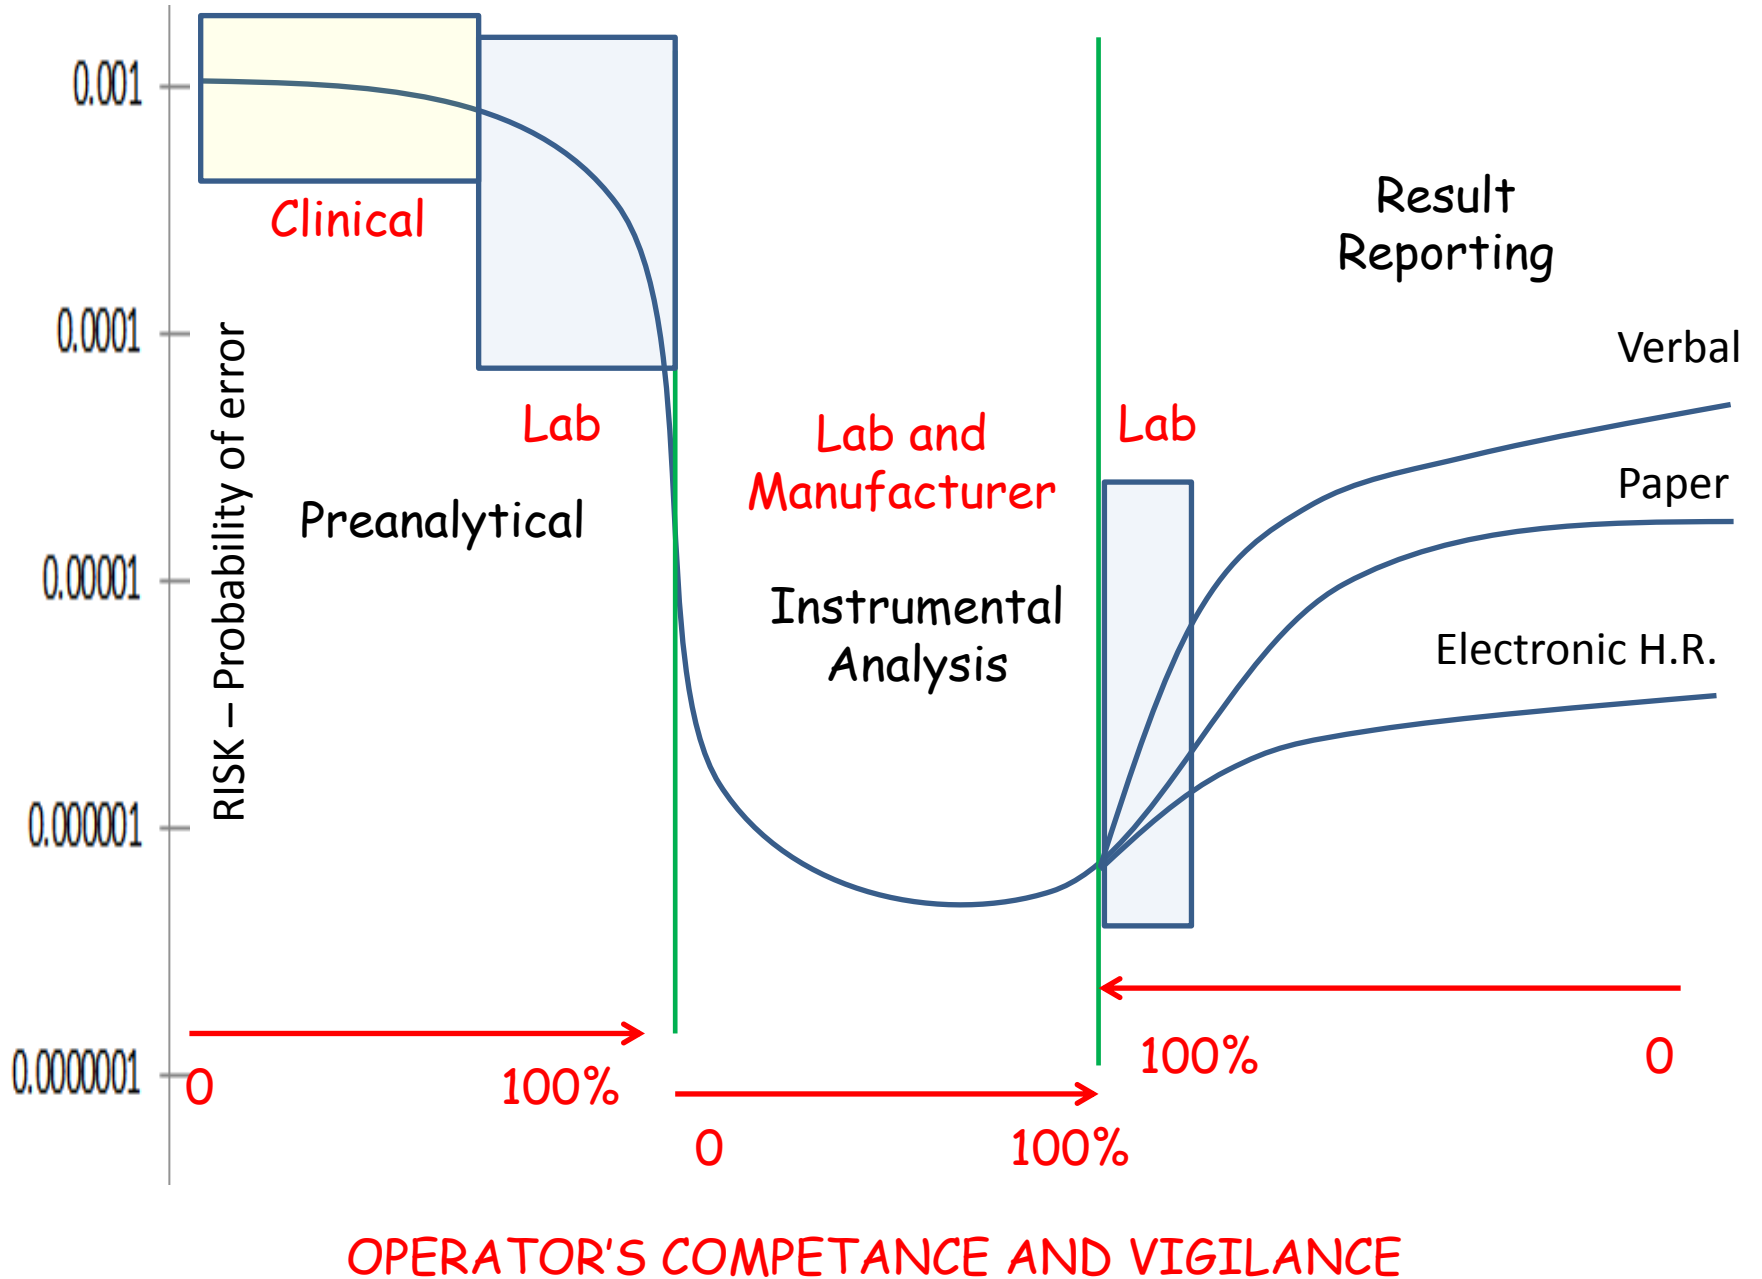 0.001
0.0001
0.00001
0.000001
0.0000001
RISK – Probability of error
Clinical
Lab
Preanalytical
Lab and
Manufacturer
Instrumental
Analysis
Lab
Result
Reporting
Verbal
Paper
Electronic H.R.
0
100%
0
100%
100%
0
OPERATOR'S COMPETANCE AND VIGILANCE